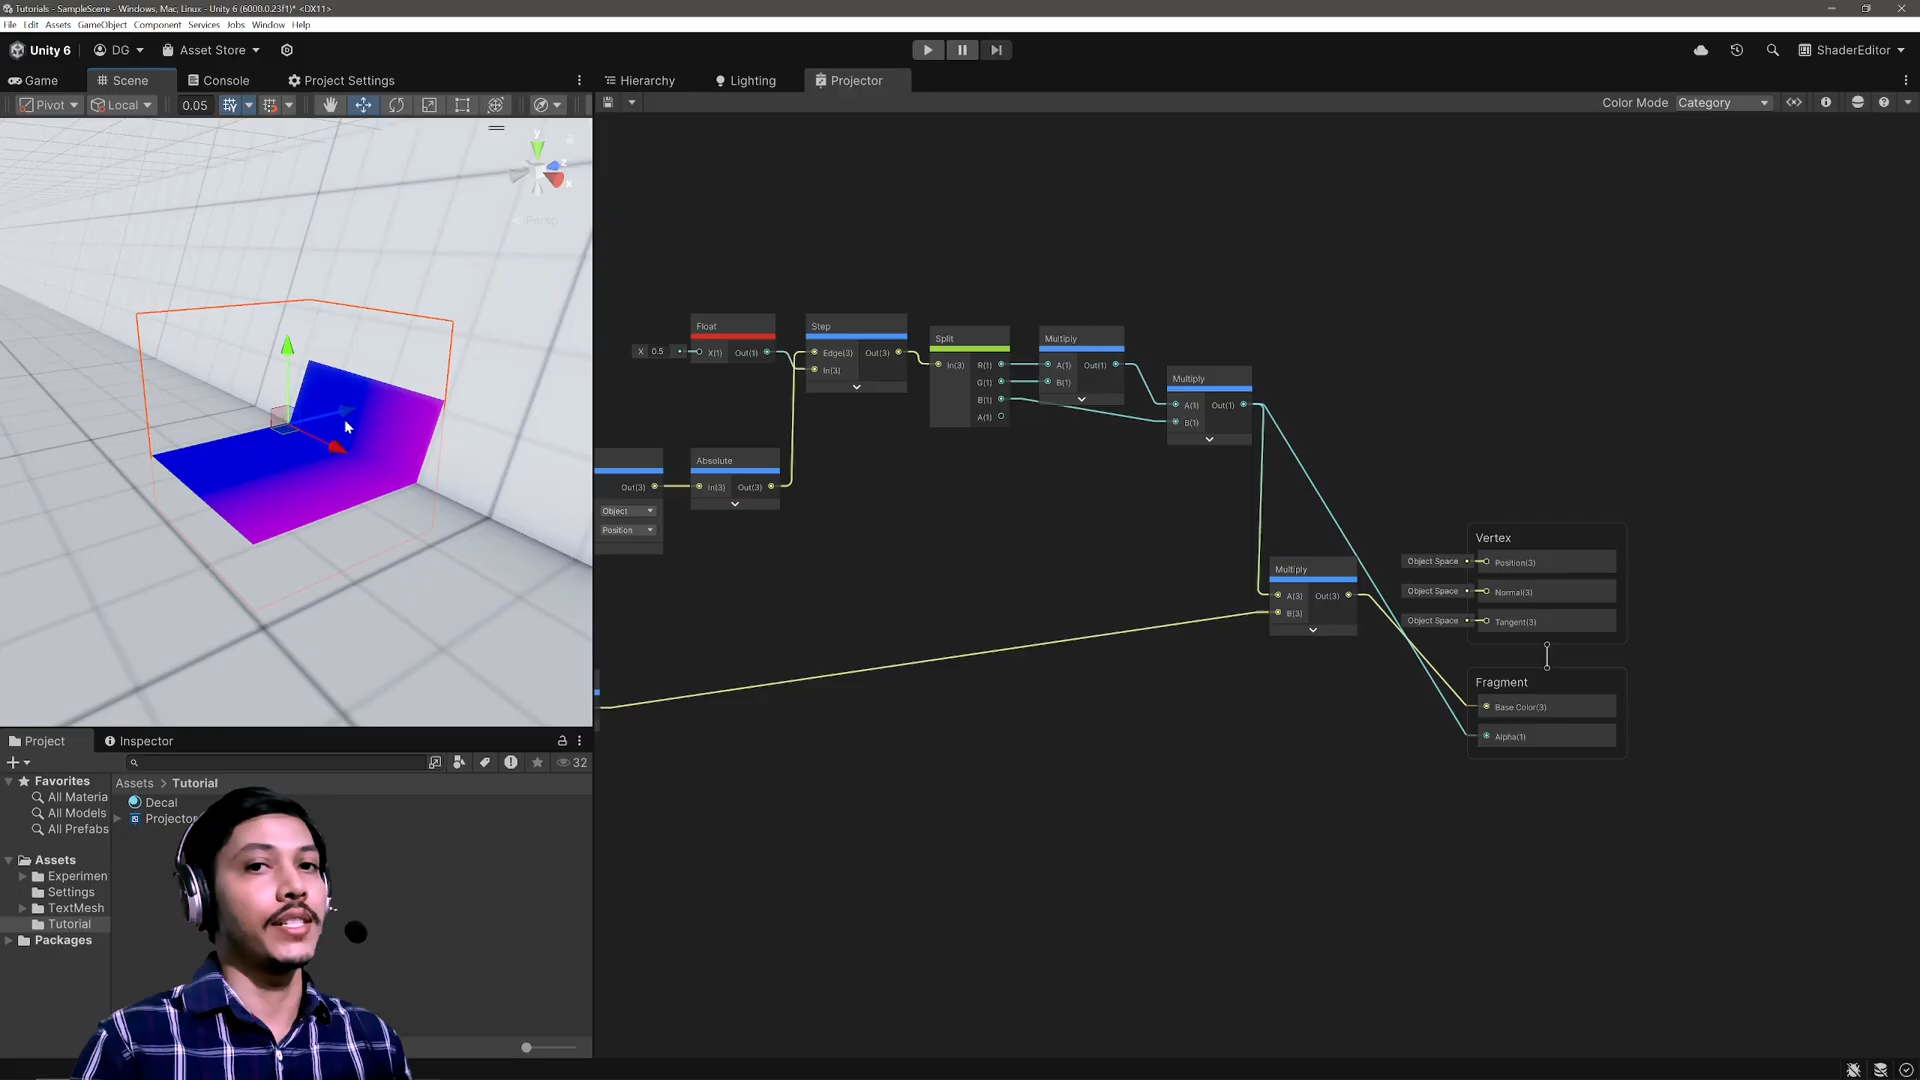 Tutorials - SampleScene - Windows, Mac, Linux - Unity 6 (6000.0.23f1)* <DX11>
File Edit Assets GameObject Component Services Jobs Window Help
Unity 6 DG Asset Store ShaderEditor
Game Scene Console Project Settings Hierarchy Lighting Projector
Pivot Local 0.05 Color Mode Category
y
z
x
Persp
Float
X 0.5 X(1) Out(1)
Step
Edge(3) Out(3)
In(3)
Split
In(3) R(1)
G(1)
B(1)
A(1)
Multiply
A(1) Out(1)
B(1)
Multiply
A(1) Out(1)
B(1)
Out(3)
Object
Position
Absolute
In(3) Out(3)
Multiply
A(3) Out(3)
B(3)
Vertex
Object Space Position(3)
Object Space Normal(3)
Object Space Tangent(3)
Fragment
Base Color(3)
Alpha(1)
Project Inspector
32
Favorites
All Materia
All Models
All Prefabs
Assets
Experimen
Settings
TextMesh
Tutorial
Packages
Assets > Tutorial
Decal
Projector